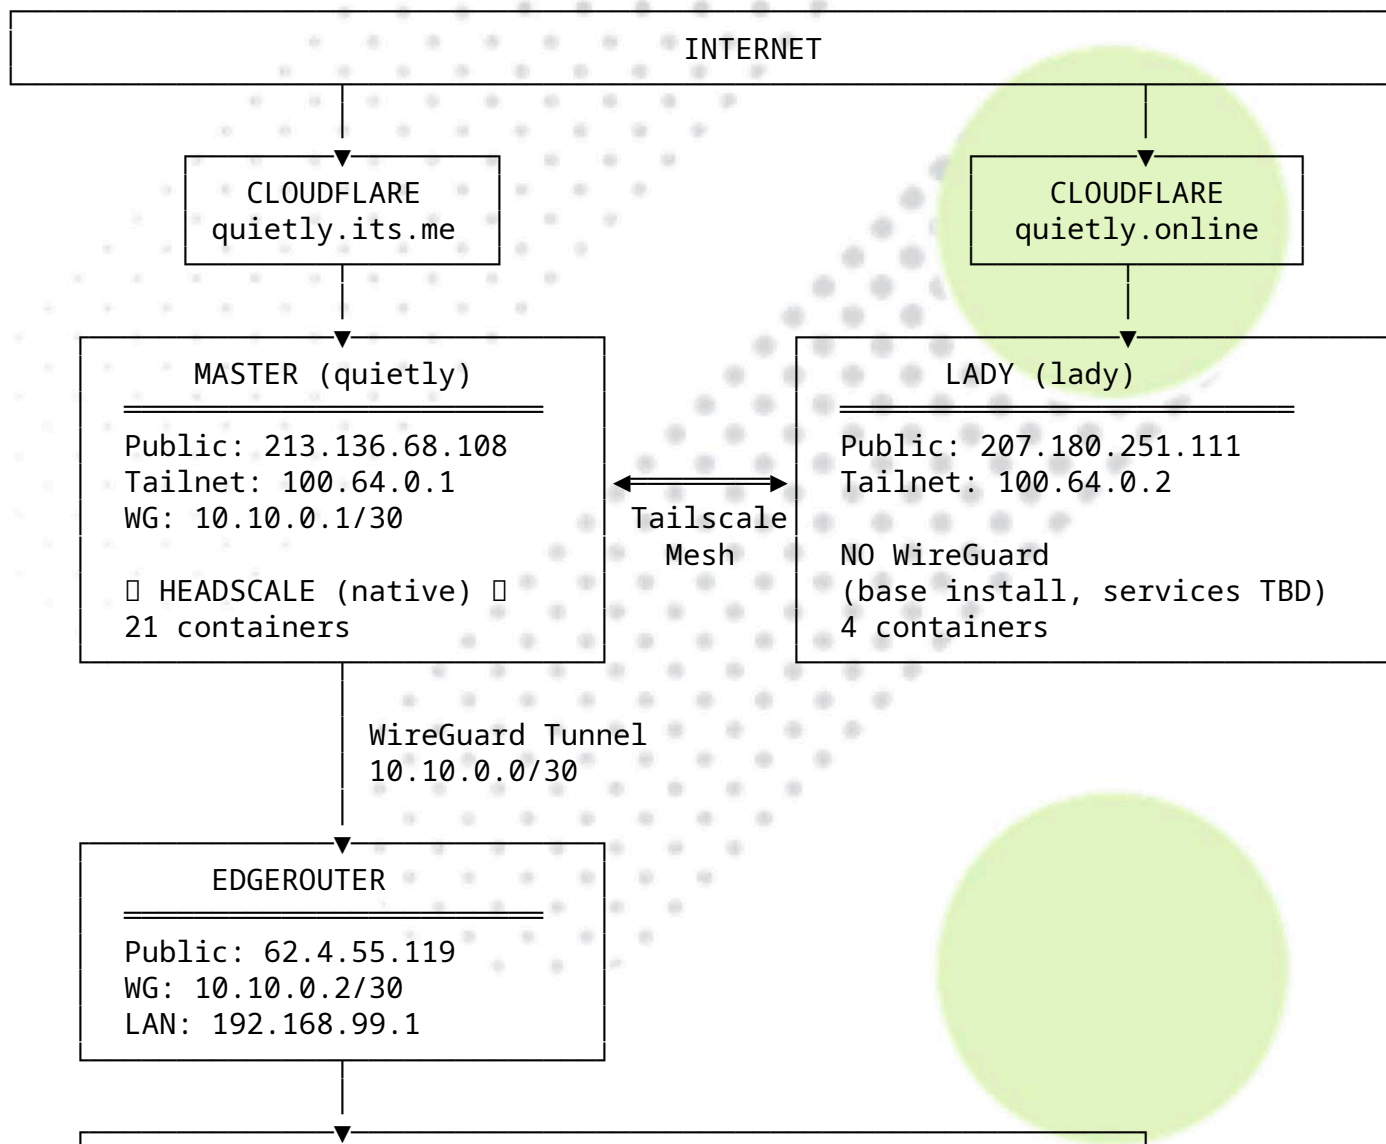 INTERNET
CLOUDFLARE
quietly.its.me
CLOUDFLARE
quietly.online
MASTER (quietly)
Public: 213.136.68.108
Tailnet: 100.64.0.1
WG: 10.10.0.1/30
HEADSCALE (native)
21 containers
Tailscale
Mesh
LADY (lady)
Public: 207.180.251.111
Tailnet: 100.64.0.2
NO WireGuard
(base install, services TBD)
4 containers
WireGuard Tunnel
10.10.0.0/30
EDGEROUTER
Public: 62.4.55.119
WG: 10.10.0.2/30
LAN: 192.168.99.1